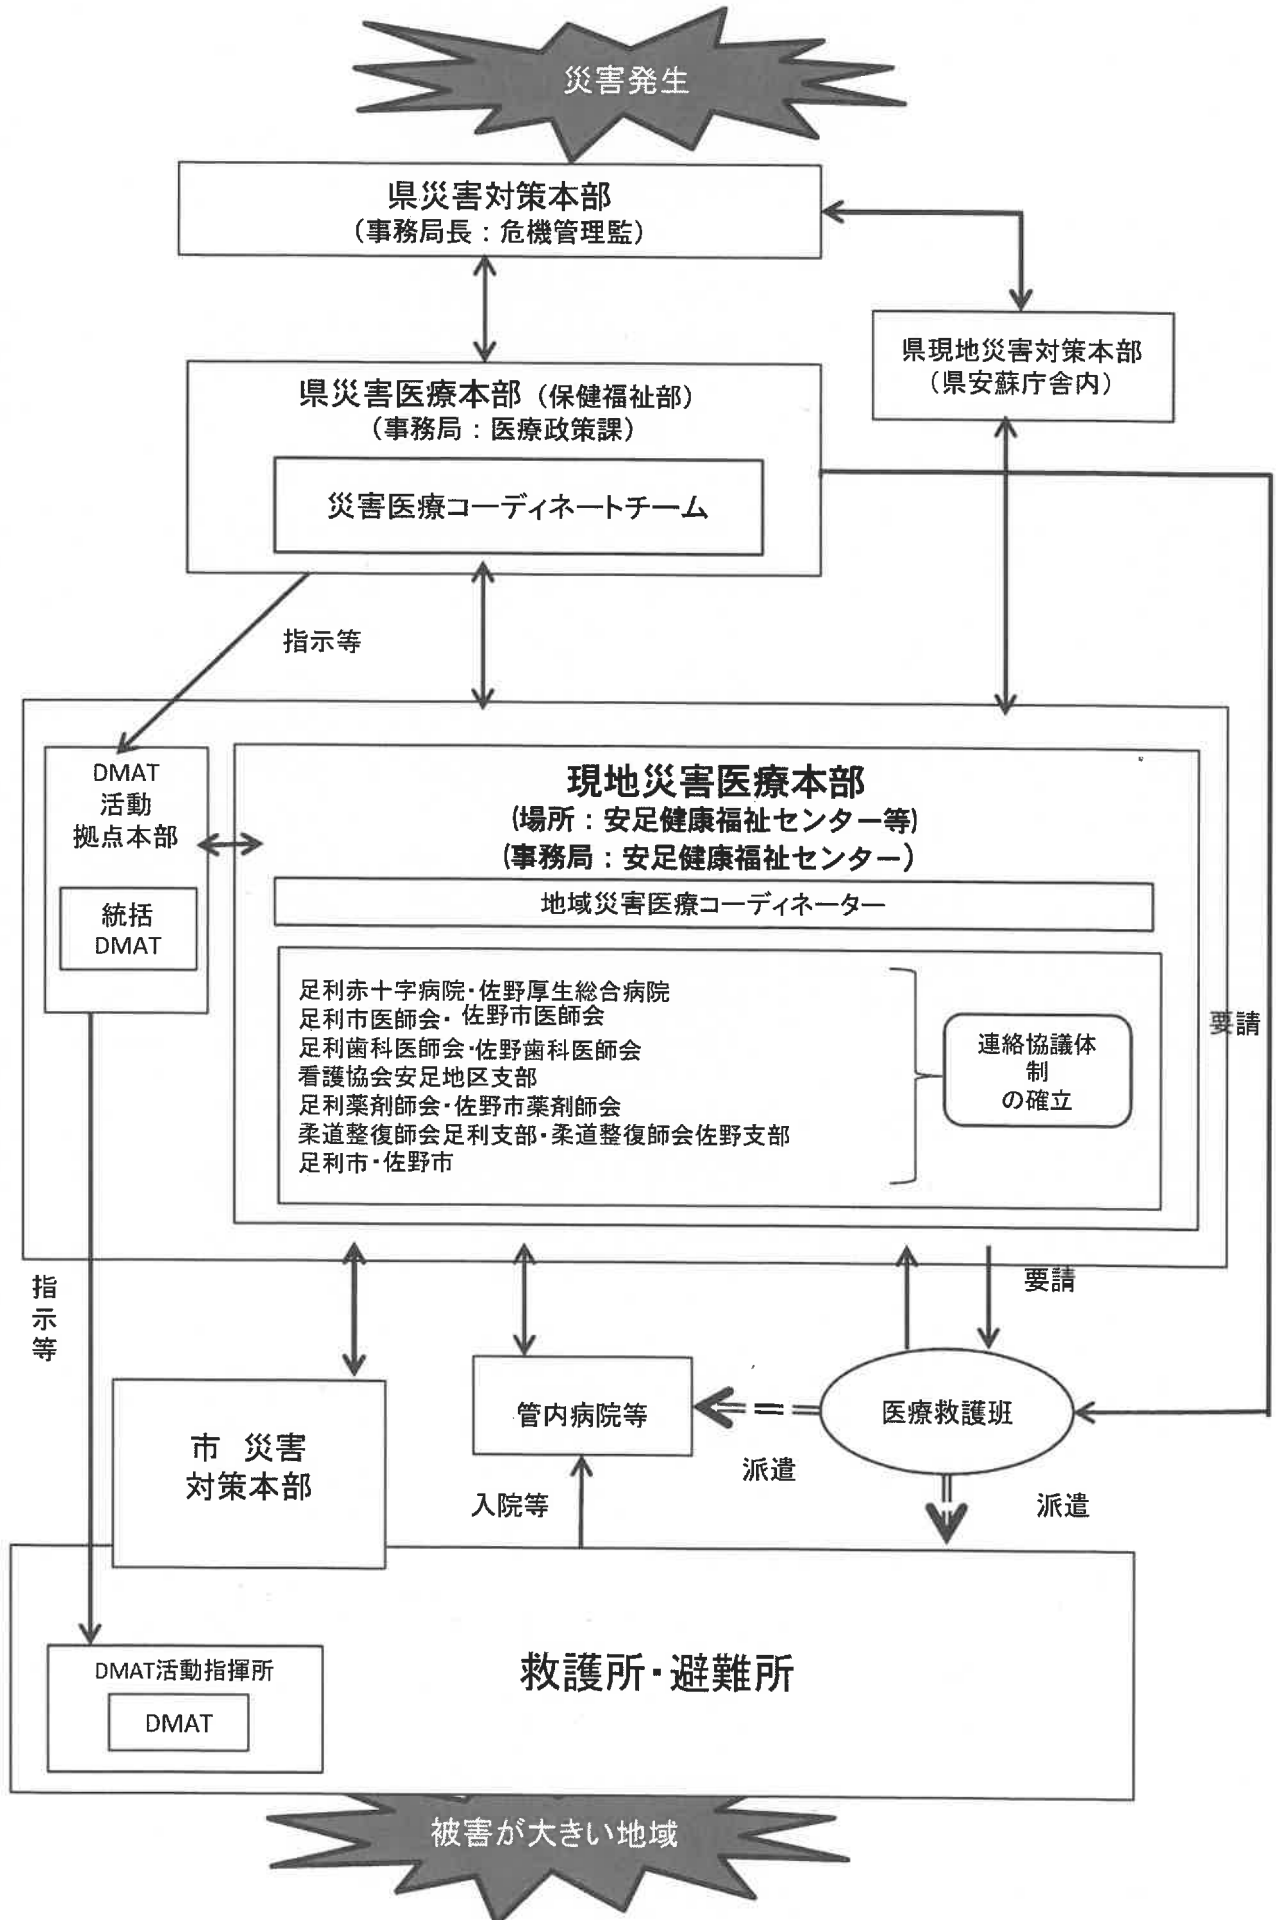 災害発生
県災害対策本部
(事務局長:危機管理監)
県現地災害対策本部
(県安蘇庁舎内)
県災害医療本部(保健福祉部)
(事務局:医療政策課)
災害医療コーディネートチーム
指示等
DMAT
活動
拠点本部
統括
DMAT
現地災害医療本部
(場所:安足健康福祉センター等)
(事務局:安足健康福祉センター)
地域災害医療コーディネーター
足利赤十字病院・佐野厚生総合病院
足利市医師会・佐野市医師会
足利歯科医師会・佐野歯科医師会
看護協会安足地区支部
足利薬剤師会・佐野市薬剤師会
柔道整復師会足利支部・柔道整復師会佐野支部
足利市・佐野市
連絡協議体
制
の確立
要請
指
示
等
要請
市 災害
対策本部
管内病院等
医療救護班
派遣
入院等
派遣
救護所・避難所
DMAT活動指揮所
DMAT
被害が大きい地域